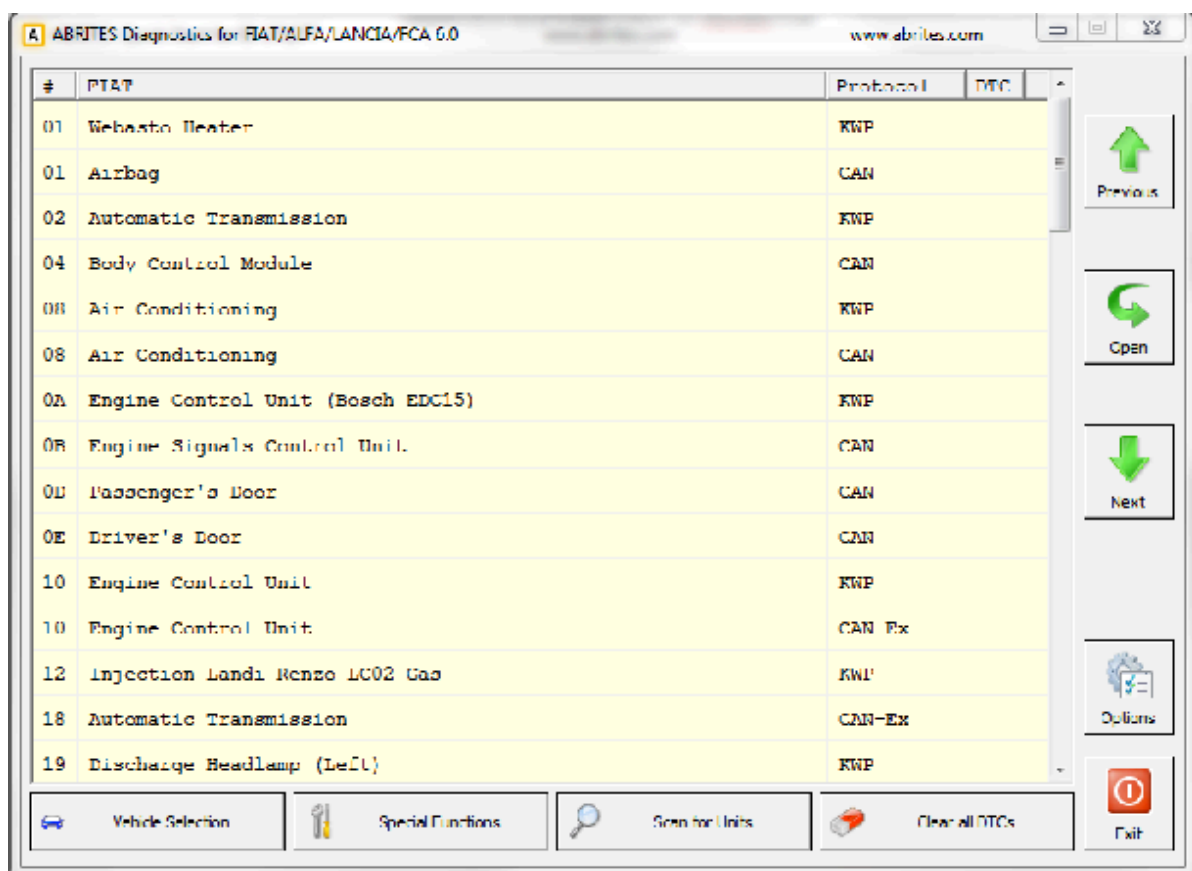 ABRITES Diagnostics for FIAT/ALFA/LANCIA/FCA 6.0 www.abrites.com
# FIAT Protocol DTC
01 Webasto Heater KWP
01 Airbag CAN
02 Automatic Transmission KWP
04 Body Control Module CAN
08 Air Conditioning KWP
08 Air Conditioning CAN
0A Engine Control Unit (Bosch EDC15) KWP
0B Engine Signals Control Unit CAN
0D Passenger's Door CAN
0E Driver's Door CAN
10 Engine Control Unit KWP
10 Engine Control Unit CAN-Ex
12 Injection Landi Renzo LC02 Gas KWP
18 Automatic Transmission CAN-Ex
19 Discharge Headlamp (Left) KWP
Previous
Open
Next
Options
Exit
Vehicle Selection Special Functions Scan for Units Clear all DTCs